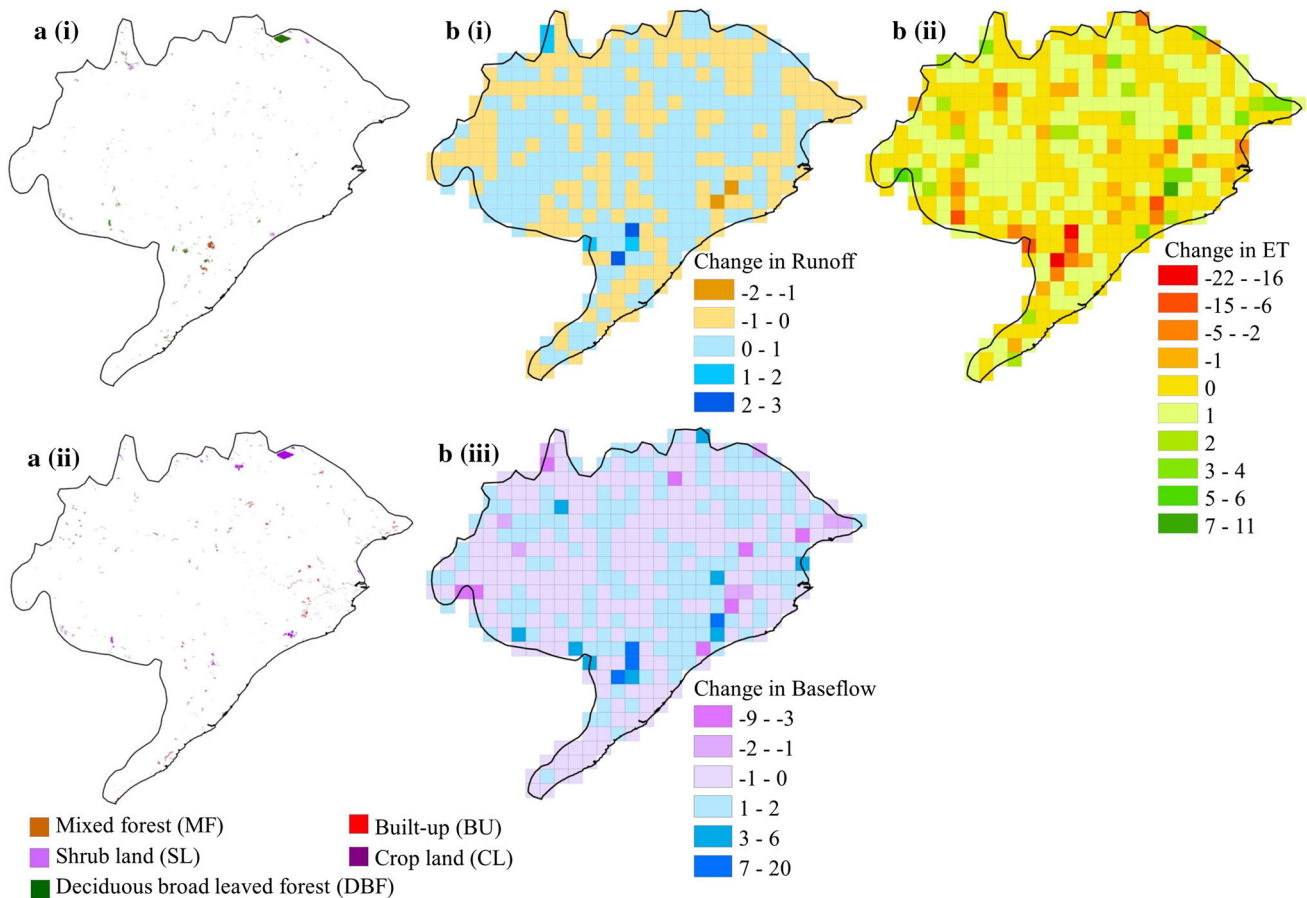 a (i)
b (i)
b (ii)
Change in Runoff
-2 - -1
-1 - 0
0 - 1
1 - 2
2 - 3
Change in ET
-22 - -16
-15 - -6
-5 - -2
-1
0
1
2
3 - 4
5 - 6
7 - 11
a (ii)
b (iii)
Change in Baseflow
-9 - -3
-2 - -1
-1 - 0
1 - 2
3 - 6
7 - 20
Mixed forest (MF)
Shrub land (SL)
Deciduous broad leaved forest (DBF)
Built-up (BU)
Crop land (CL)